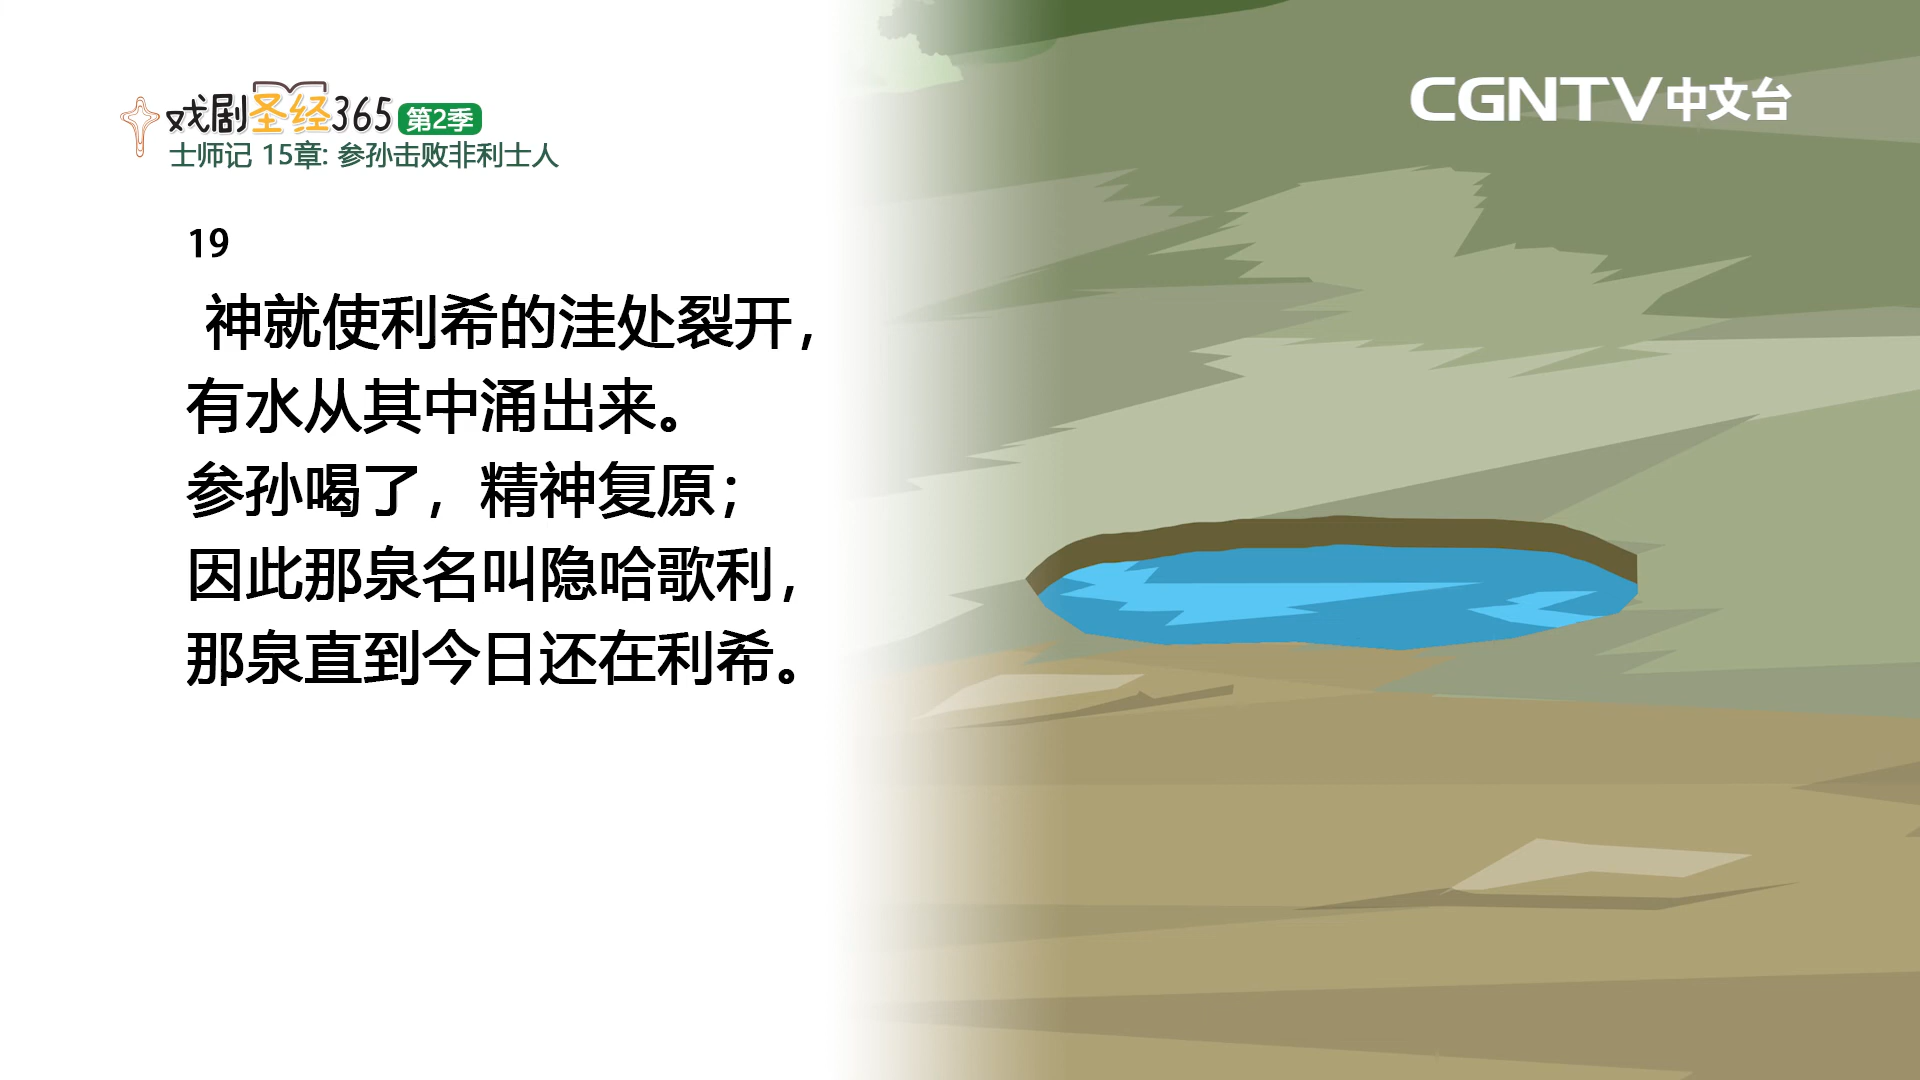 戏剧圣经365 第2季
士师记 15章: 参孙击败非利士人
CGNTV中文台
19
神就使利希的洼处裂开，
有水从其中涌出来。
参孙喝了，精神复原；
因此那泉名叫隐哈歌利，
那泉直到今日还在利希。